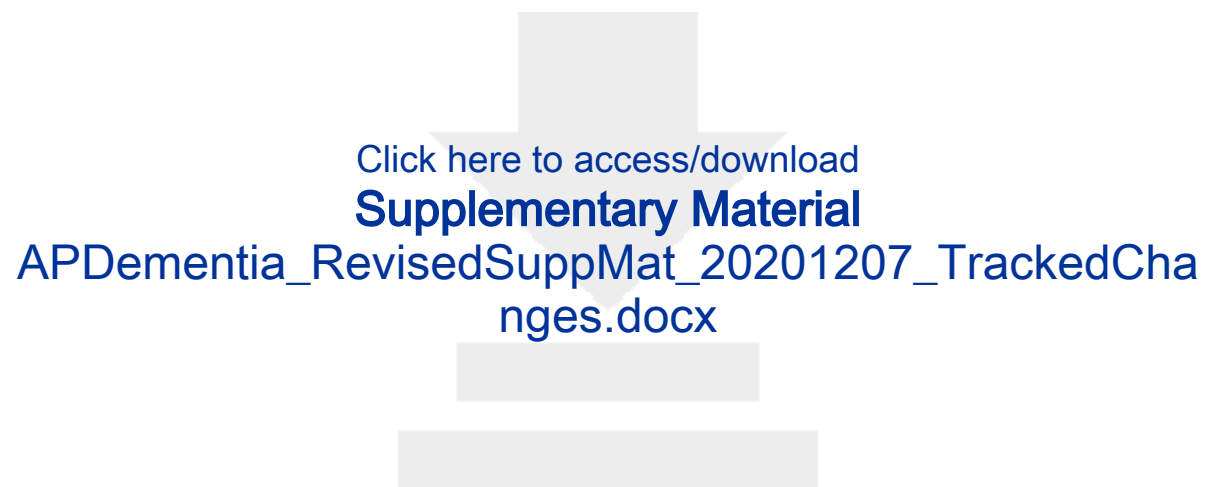 Click here to access/download
Supplementary Material
APDementia_RevisedSuppMat_20201207_TrackedCha
nges.docx